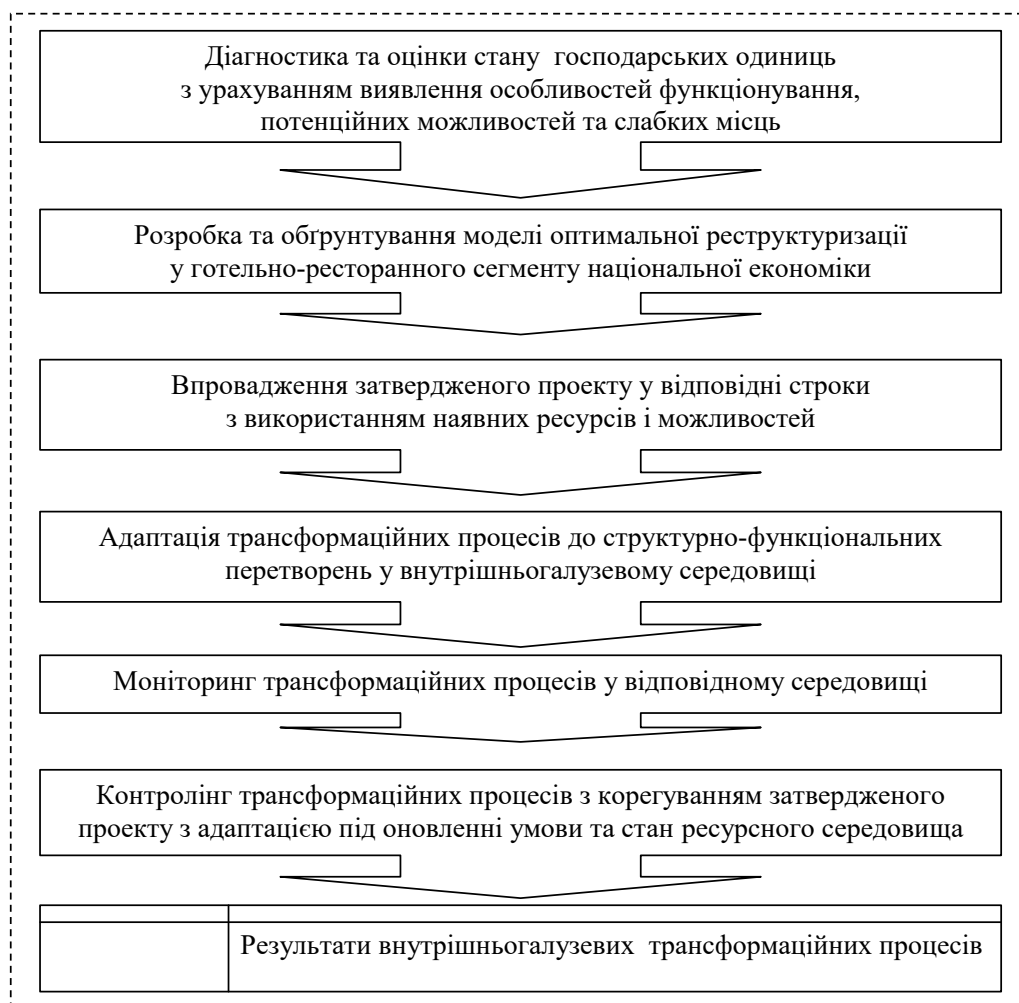 Діагностика та оцінки стану господарських одиниць
з урахуванням виявлення особливостей функціонування,
потенційних можливостей та слабких місць
Розробка та обґрунтування моделі оптимальної реструктуризації
у готельно-ресторанного сегменту національної економіки
Впровадження затвердженого проекту у відповідні строки
з використанням наявних ресурсів і можливостей
Адаптація трансформаційних процесів до структурно-функціональних
перетворень у внутрішньогалузевому середовищі
Моніторинг трансформаційних процесів у відповідному середовищі
Контролінг трансформаційних процесів з корегуванням затвердженого
проекту з адаптацією під оновленні умови та стан ресурсного середовища
Результати внутрішньогалузевих трансформаційних процесів